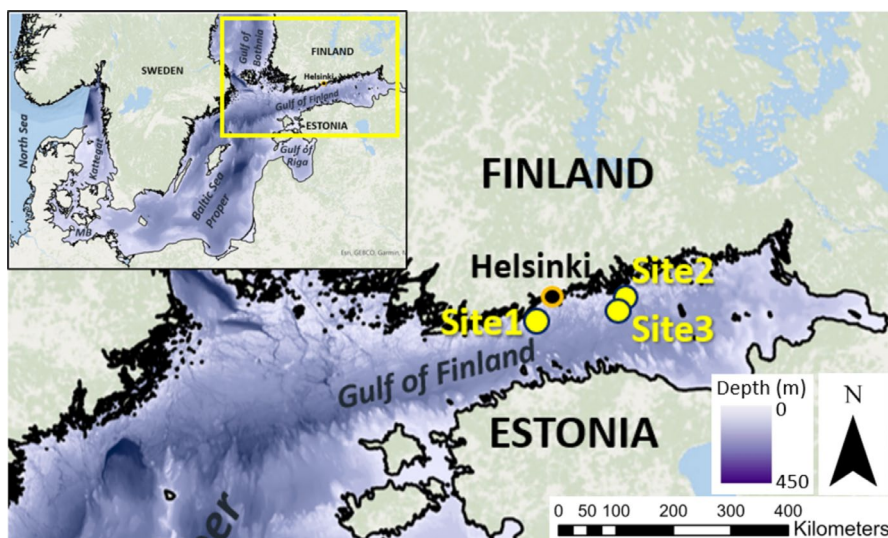 Gulf of
Bothnia
FINLAND
SWEDEN
Helsinki
Gulf of Finland
ESTONIA
North Sea
Kattegat
Gulf of
Riga
Baltic Sea
Proper
MB
Esri, GEBCO, Garmin,
FINLAND
Helsinki
Site2
Site1
Site3
Gulf of Finland
ESTONIA
Depth (m)
0
450
N
per
0 50 100 200 300 400
Kilometers